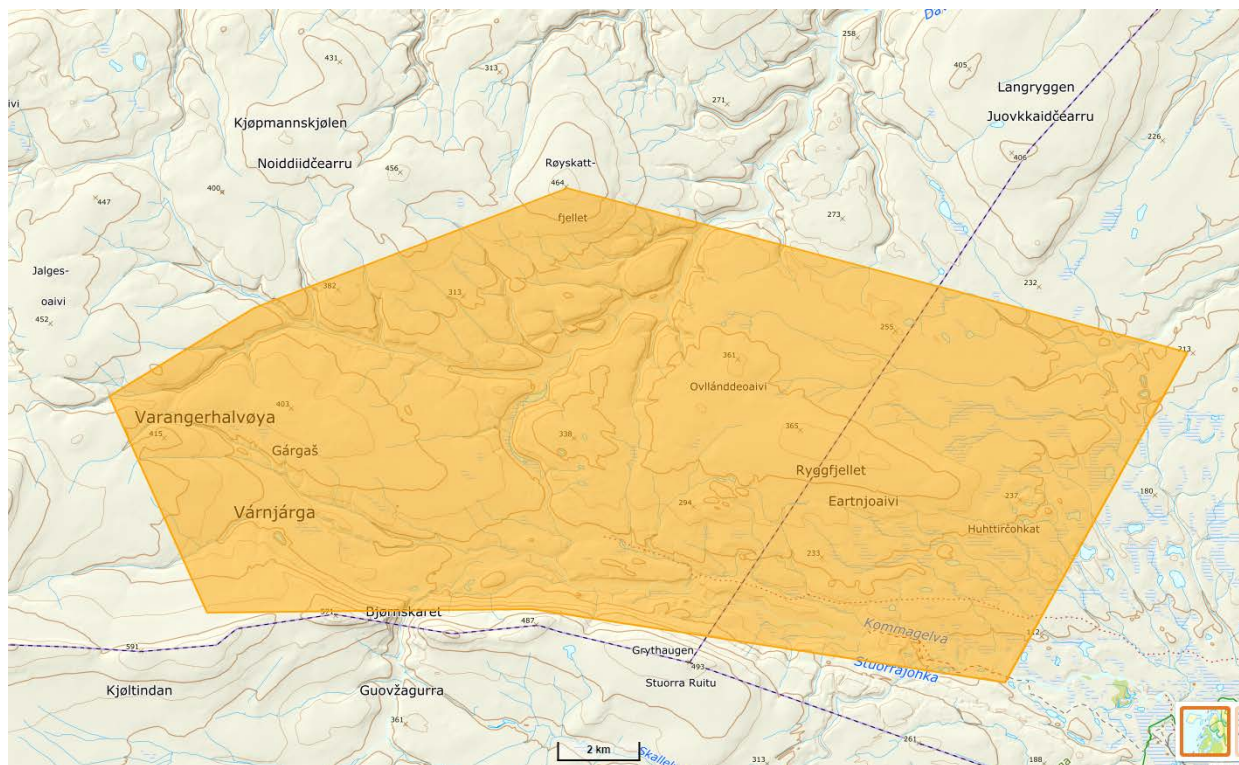 258
431
313
405
ivi
271
Langryggen
Juovkkaidčearru
Kjøpmannskjølen
226
Noiddiidčearru
456
Røyskatt-
406
464
400
447
fjellet
273
Jalges-
oaivi
382
313
232
452
255
213
361
Ovllánddeoaivi
403
Varangerhalvøya
415
338
365
Gárgaš
Ryggfjellet
294
Eartnjoaivi
237
180
Várnjárga
Huhttirčohkat
233
Bjørnskaret
487
Kommagelva
112
591
Grythaugen
493
Stuorrajohka
Stuorra Ruitu
Kjøltindan
Guovžagurra
361
2 km
261
313
188